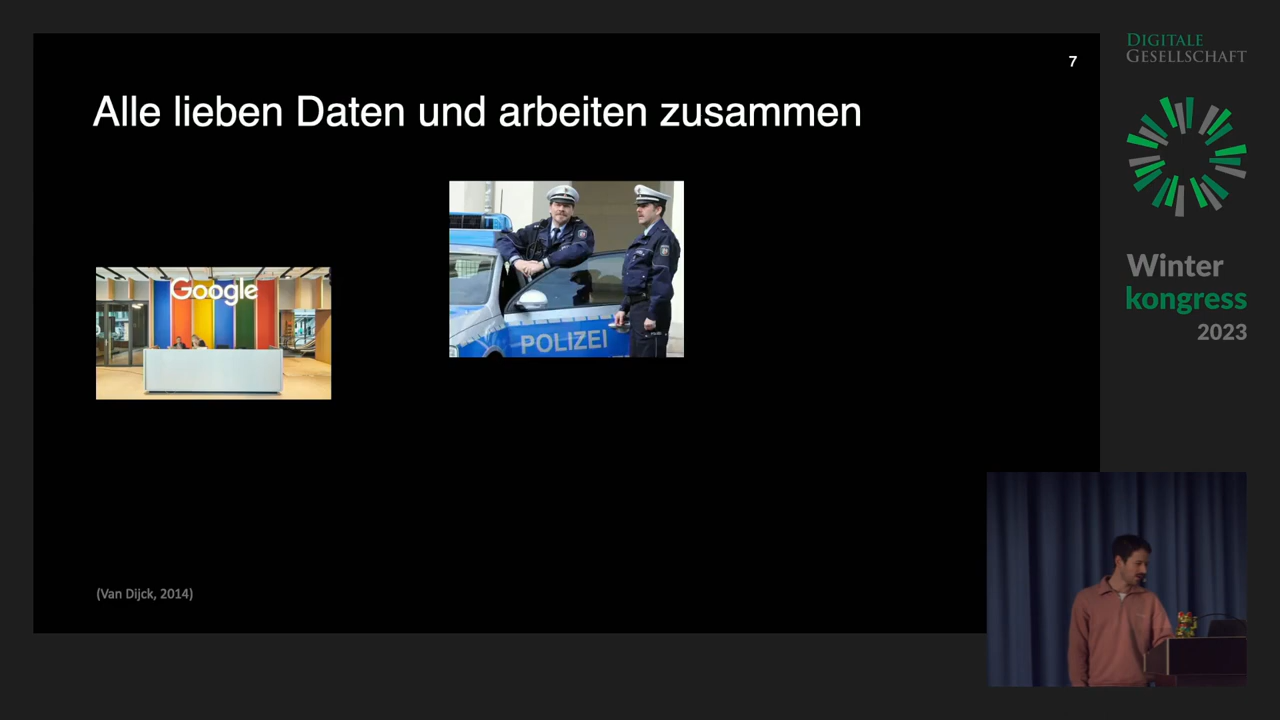 7
Alle lieben Daten und arbeiten zusammen
Google
POLIZEI
(Van Dijck, 2014)
DIGITALE
GESELLSCHAFT
Winter
kongress
2023